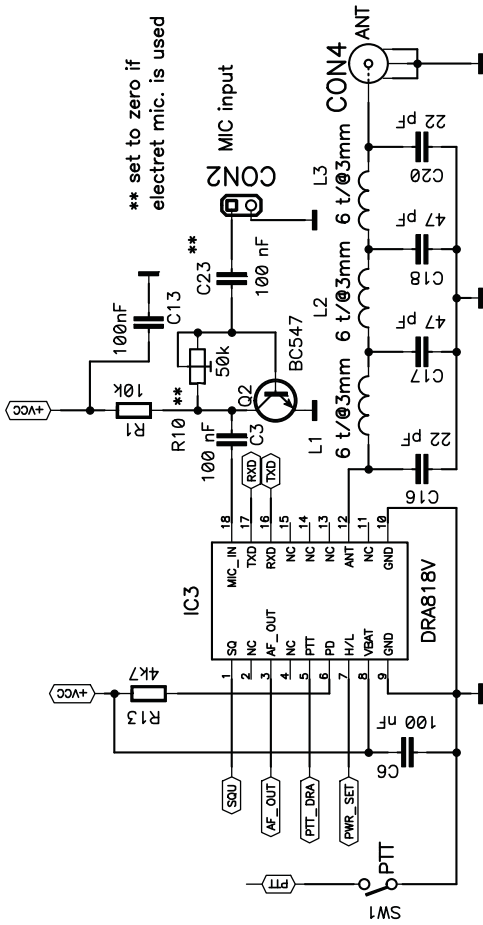 +VCC
R1
10k
100nF
C13
** set to zero if
electret mic. is used
R10 **
50k
C23
**
100 nF
CON2
MIC input
100 nF
C3
Q2
BC547
RXD
TXD
+VCC
R13
4k7
IC3
DRA818V
SQ
NC
AF_OUT
NC
PTT
PD
H/L
VBAT
GND
1
2
3
4
5
6
7
8
9
MIC_IN
TXD
RXD
NC
NC
NC
ANT
NC
GND
18
17
16
15
14
13
12
11
10
SQU
AF_OUT
PTT_DRA
PWR_SET
C6
100 nF
PTT
SW1
PTT
L1
6 t/@3mm
L2
6 t/@3mm
L3
6 t/@3mm
C16
22 pF
C17
47 pF
C18
47 pF
C20
22 pF
CON4
ANT